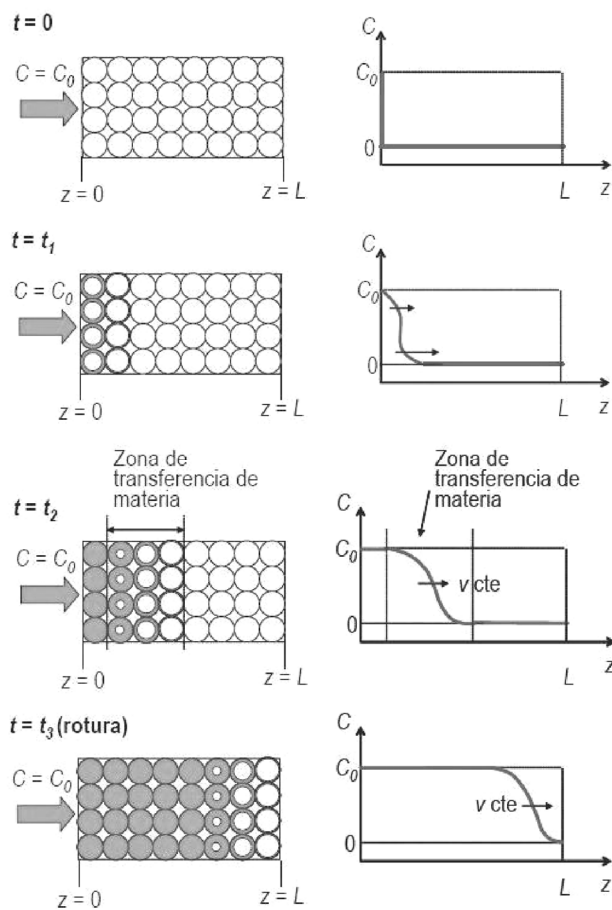 t = 0
C = C₀
z = 0
z = L
C
C₀
0
L
z
t = t₁
C = C₀
z = 0
z = L
C
C₀
0
L
z
Zona de
transferencia de
materia
t = t₂
C = C₀
z = 0
z = L
Zona de
transferencia de
materia
C
C₀
v cte
0
L
z
t = t₃ (rotura)
C = C₀
z = 0
z = L
C
C₀
v cte
0
L
z